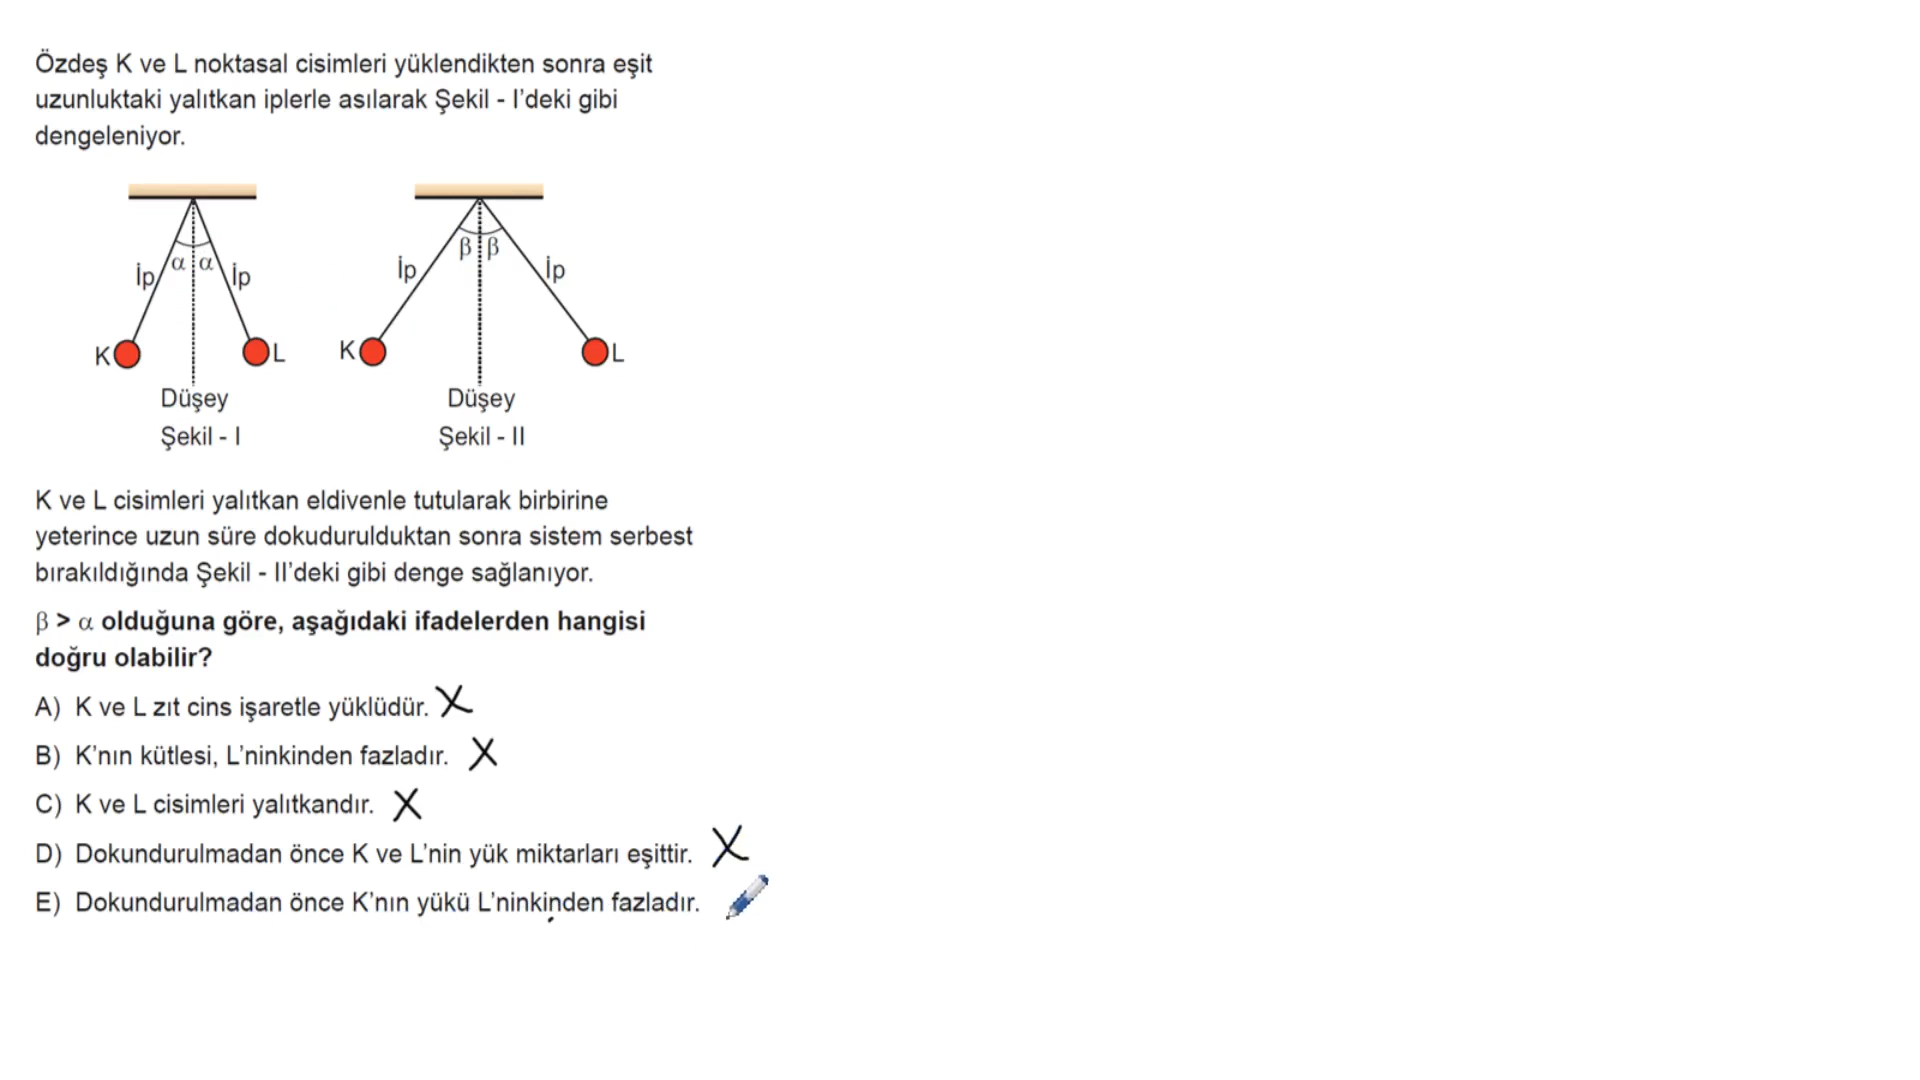 Özdeş K ve L noktasal cisimleri yüklendikten sonra eşit
uzunluktaki yalıtkan iplerle asılarak Şekil - I'deki gibi
dengeleniyor.
α α
İp İp
K L
Düşey
Şekil - I
β β
İp İp
K L
Düşey
Şekil - II
K ve L cisimleri yalıtkan eldivenle tutularak birbirine
yeterince uzun süre dokudurulduktan sonra sistem serbest
bırakıldığında Şekil - II'deki gibi denge sağlanıyor.
β > α olduğuna göre, aşağıdaki ifadelerden hangisi
doğru olabilir?
A) K ve L zıt cins işaretle yüklüdür. X
B) K'nın kütlesi, L'ninkinden fazladır. X
C) K ve L cisimleri yalıtkandır. X
D) Dokundurulmadan önce K ve L'nin yük miktarları eşittir. X
E) Dokundurulmadan önce K'nın yükü L'ninkinden fazladır.